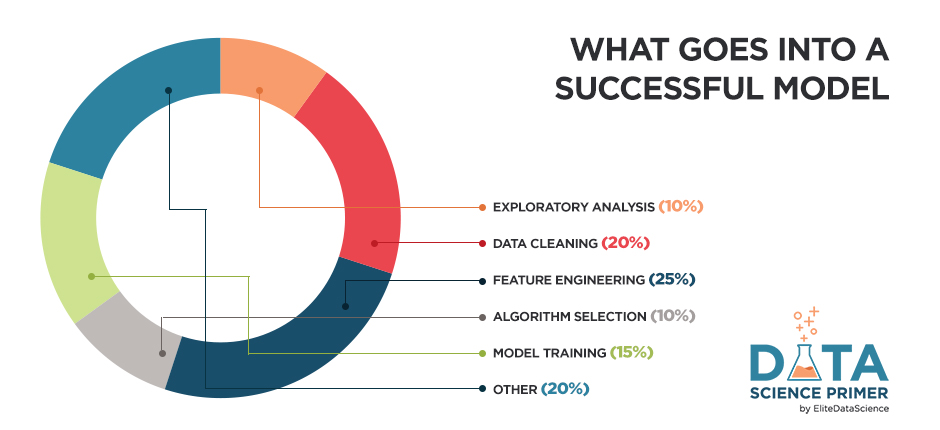 WHAT GOES INTO A
SUCCESSFUL MODEL
EXPLORATORY ANALYSIS (10%)
DATA CLEANING (20%)
FEATURE ENGINEERING (25%)
ALGORITHM SELECTION (10%)
MODEL TRAINING (15%)
OTHER (20%)
DATA
SCIENCE PRIMER
by EliteDataScience